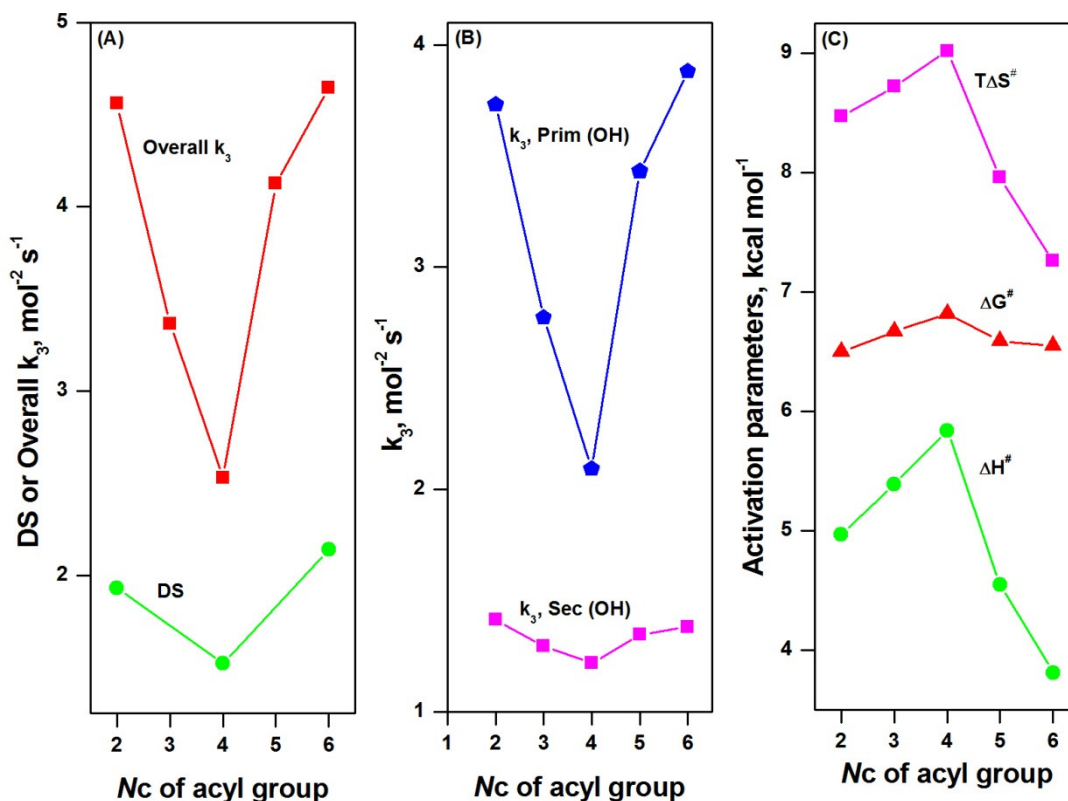 (A)
5
4
3
2
Overall k₃
DS
DS or Overall k₃, mol⁻² s⁻¹
2 3 4 5 6
Nc of acyl group
(B)
4
3
2
1
k₃, Prim (OH)
k₃, Sec (OH)
k₃, mol⁻² s⁻¹
1 2 3 4 5 6
Nc of acyl group
(C)
9
8
7
6
5
4
TΔS^#
ΔG^#
ΔH^#
Activation parameters, kcal mol⁻¹
2 3 4 5 6
Nc of acyl group